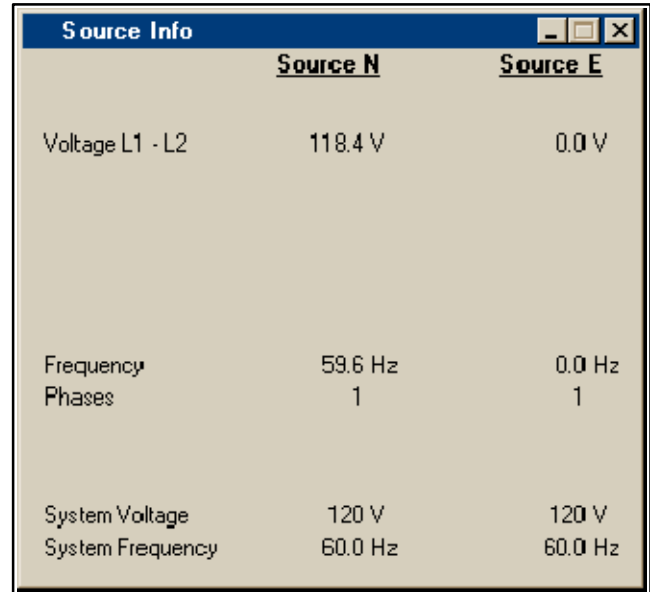 Source Info
Source N Source E
Voltage L1 - L2 118.4 V 0.0 V
Frequency 59.6 Hz 0.0 Hz
Phases 1 1
System Voltage 120 V 120 V
System Frequency 60.0 Hz 60.0 Hz